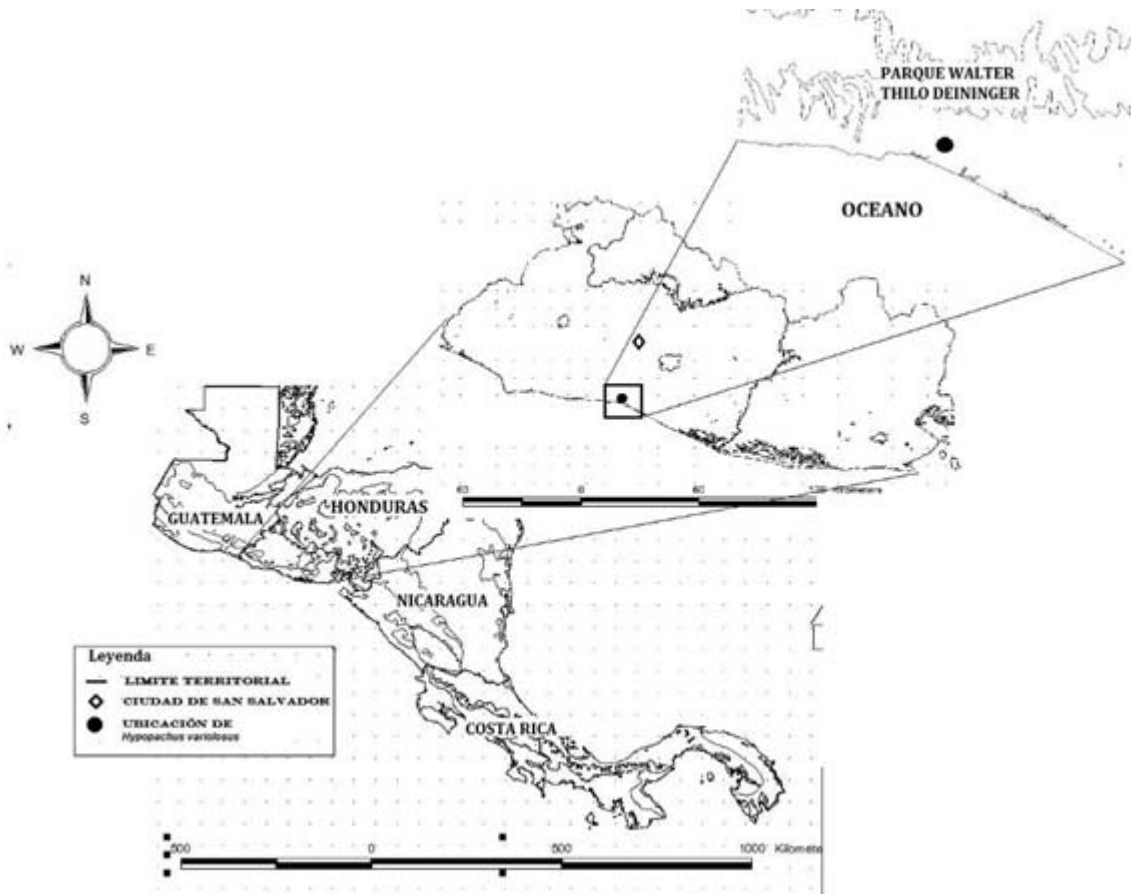 PARQUE WALTER
THILO DEININGER
OCEANO
N
W
E
S
GUATEMALA
HONDURAS
NICARAGUA
COSTA RICA
Leyenda
LIMITE TERRITORIAL
CIUDAD DE SAN SALVADOR
UBICACIÓN DE
Hypopachus variolosus
0
500
1000 Kilomete